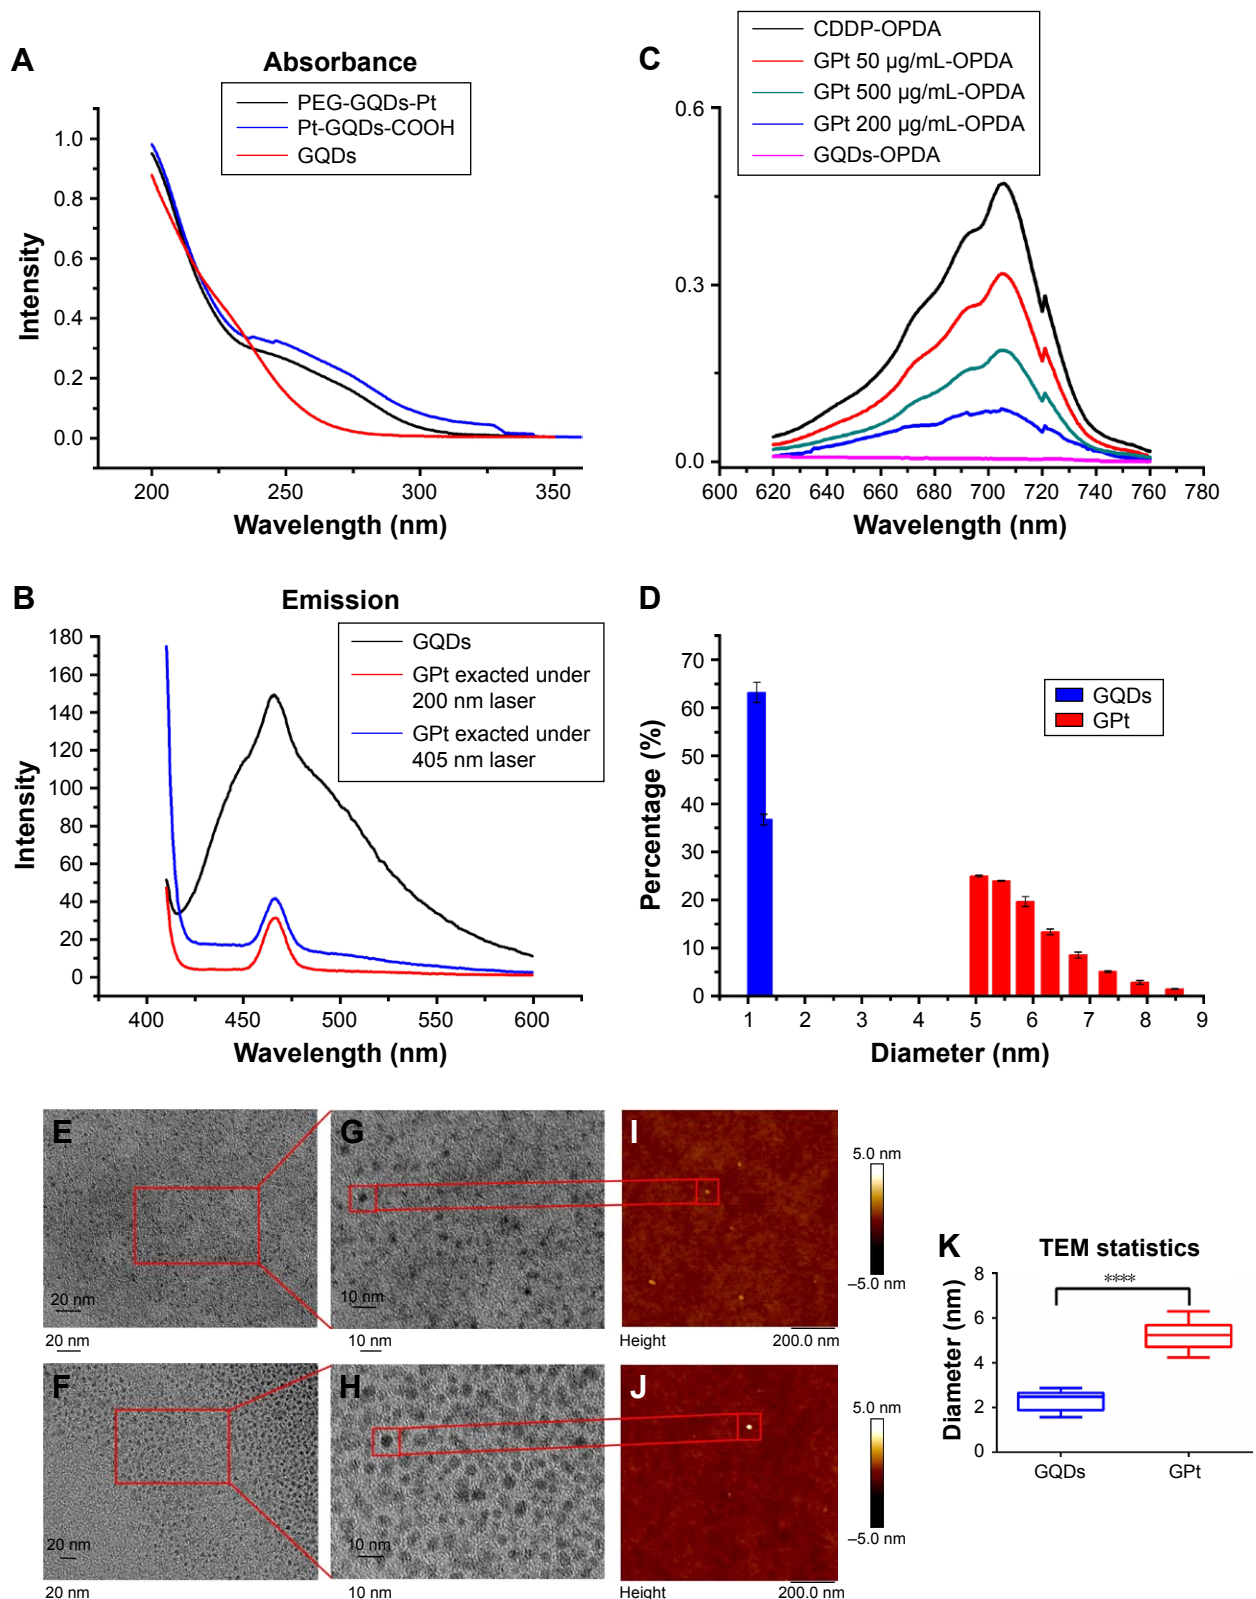 A
Absorbance
PEG-GQDs-Pt
Pt-GQDs-COOH
GQDs
1.0
0.8
0.6
0.4
0.2
0.0
Intensity
200 250 300 350
Wavelength (nm)
C
CDDP-OPDA
GPt 50 µg/mL-OPDA
GPt 500 µg/mL-OPDA
GPt 200 µg/mL-OPDA
GQDs-OPDA
0.6
0.3
0.0
600 620 640 660 680 700 720 740 760 780
Wavelength (nm)
B
Emission
GQDs
GPt exacted under
200 nm laser
GPt exacted under
405 nm laser
180
160
140
120
100
80
60
40
20
0
Intensity
400 450 500 550 600
Wavelength (nm)
D
GQDs
GPt
70
60
50
40
30
20
10
0
Percentage (%)
1 2 3 4 5 6 7 8 9
Diameter (nm)
E
20 nm
20 nm
G
10 nm
10 nm
I
Height
200.0 nm
5.0 nm
–5.0 nm
F
20 nm
20 nm
H
10 nm
10 nm
J
Height
200.0 nm
5.0 nm
–5.0 nm
K
TEM statistics
****
8
6
4
2
0
Diameter (nm)
GQDs GPt